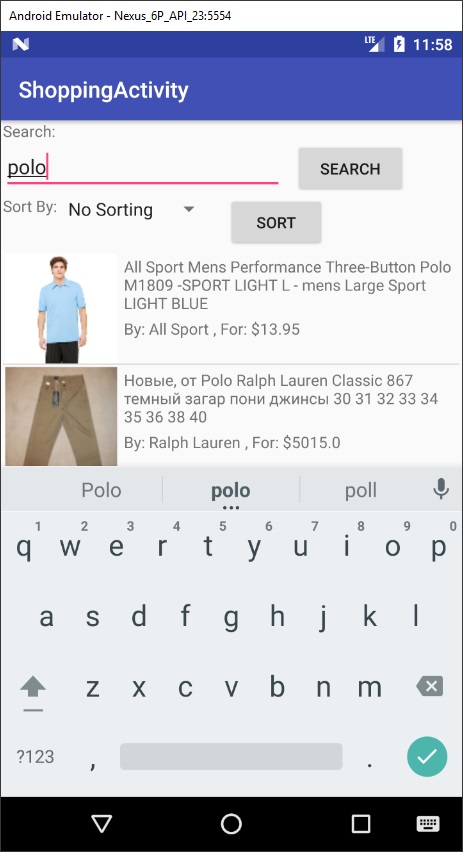 Android Emulator - Nexus_6P_API_23:5554
LTE 11:58
ShoppingActivity
Search:
polo SEARCH
Sort By: No Sorting SORT
All Sport Mens Performance Three-Button Polo
M1809 -SPORT LIGHT L - mens Large Sport
LIGHT BLUE
By: All Sport , For: $13.95
Новые, от Polo Ralph Lauren Classic 867
темный загар пони джинсы 30 31 32 33 34
35 36 38 40
By: Ralph Lauren , For: $5015.0
Polo polo poll
1 2 3 4 5 6 7 8 9 0
q w e r t y u i o p
a s d f g h j k l
z x c v b n m
?123 , .